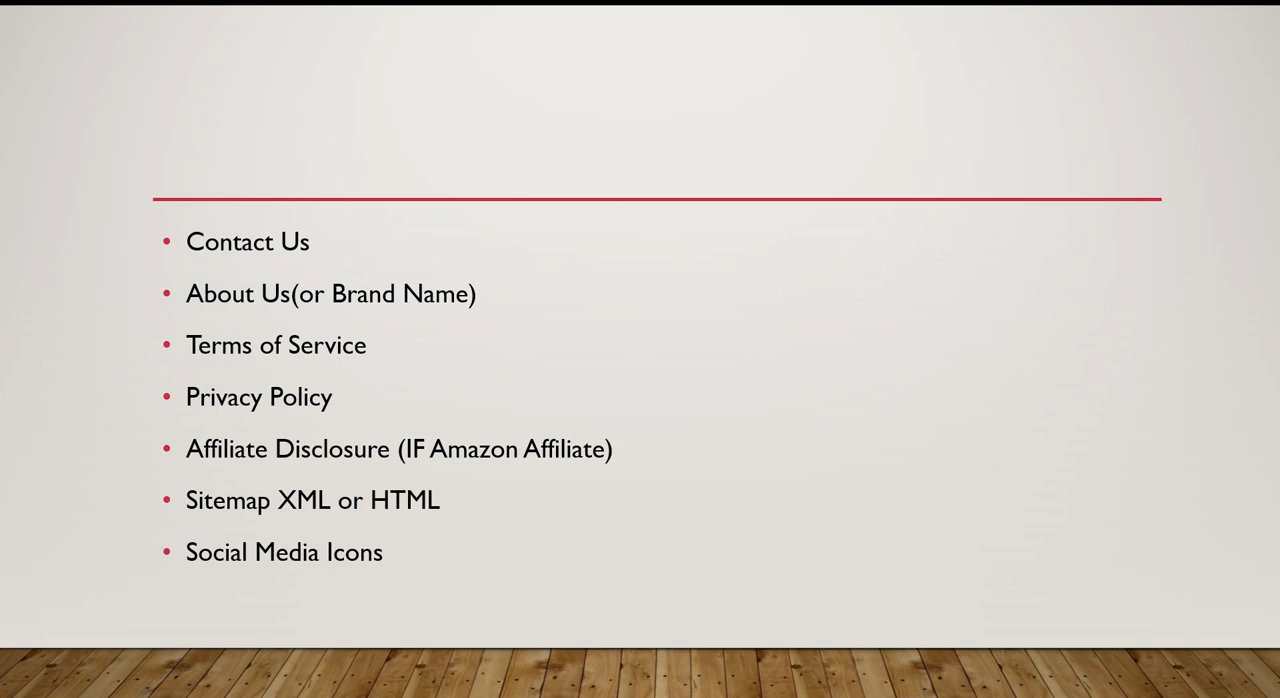 Contact Us
About Us(or Brand Name)
Terms of Service
Privacy Policy
Affiliate Disclosure (IF Amazon Affiliate)
Sitemap XML or HTML
Social Media Icons